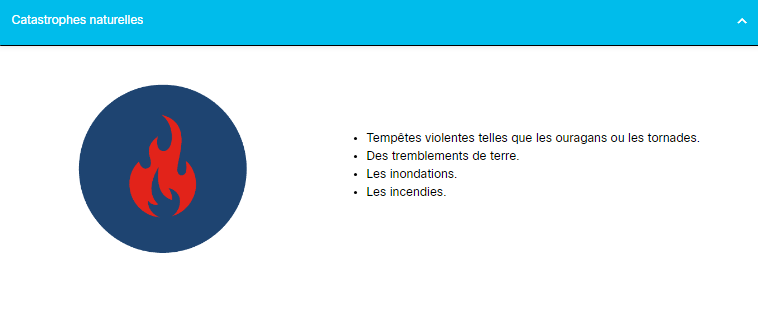 Catastrophes naturelles
• Tempêtes violentes telles que les ouragans ou les tornades.
• Des tremblements de terre.
• Les inondations.
• Les incendies.